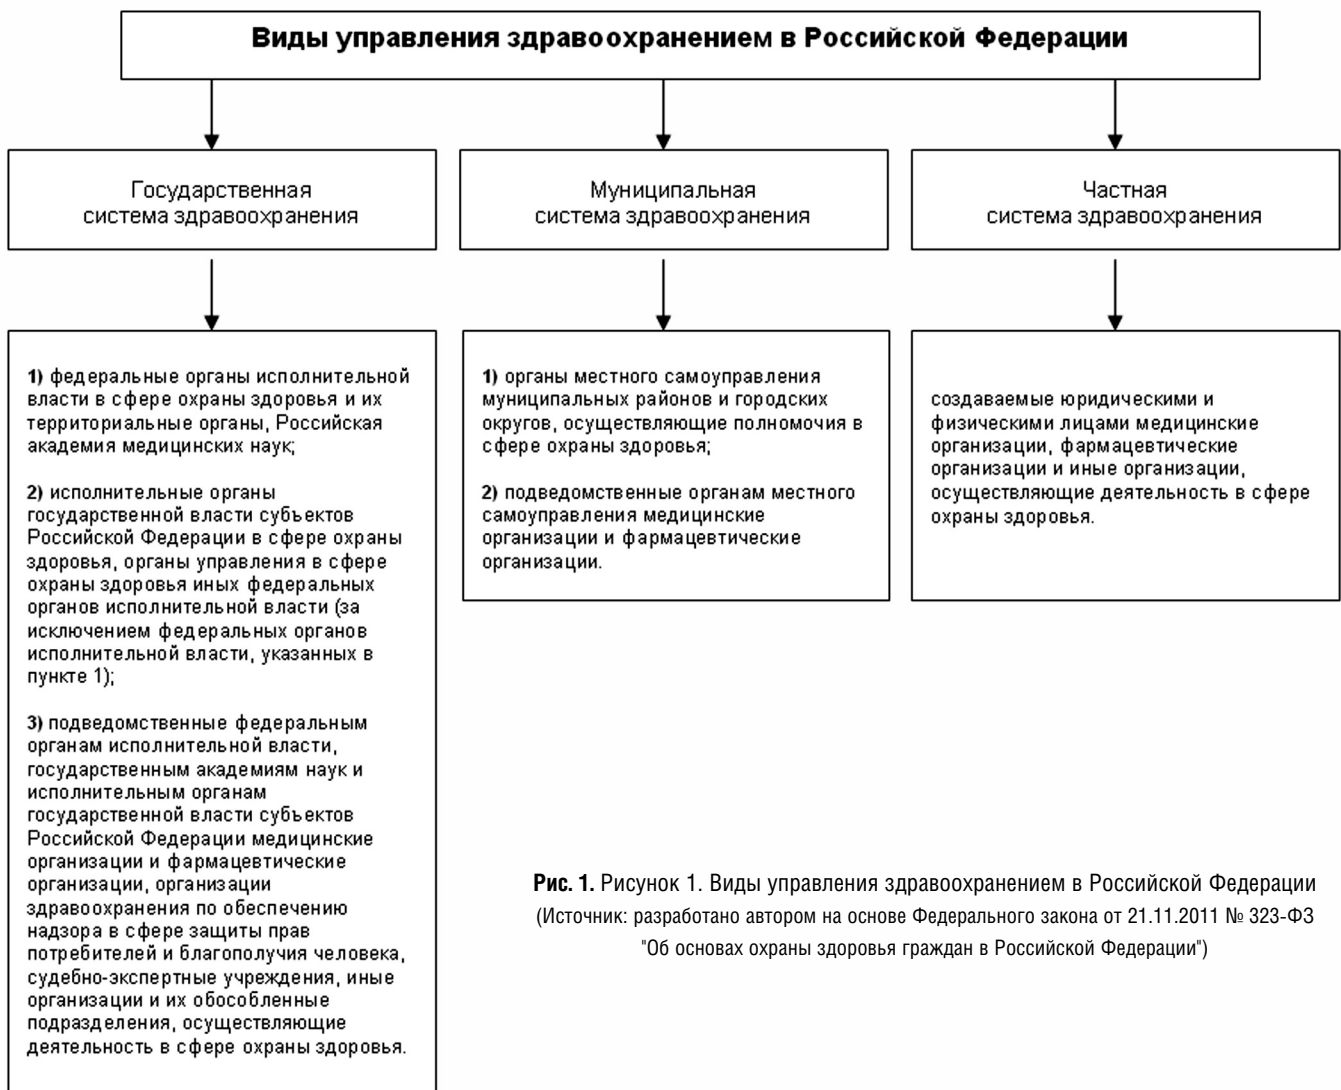 Виды управления здравоохранением в Российской Федерации
Государственная
система здравоохранения
Муниципальная
система здравоохранения
Частная
система здравоохранения
1) федеральные органы исполнительной
власти в сфере охраны здоровья и их
территориальные органы, Российская
академия медицинских наук;
2) исполнительные органы
государственной власти субъектов
Российской Федерации в сфере охраны
здоровья, органы управления в сфере
охраны здоровья иных федеральных
органов исполнительной власти (за
исключением федеральных органов
исполнительной власти, указанных в
пункте 1);
3) подведомственные федеральным
органам исполнительной власти,
государственным академиям наук и
исполнительным органам
государственной власти субъектов
Российской Федерации медицинские
организации и фармацевтические
организации, организации
здравоохранения по обеспечению
надзора в сфере защиты прав
потребителей и благополучия человека,
судебно-экспертные учреждения, иные
организации и их обособленные
подразделения, осуществляющие
деятельность в сфере охраны здоровья.
1) органы местного самоуправления
муниципальных районов и городских
округов, осуществляющие полномочия в
сфере охраны здоровья;
2) подведомственные органам местного
самоуправления медицинские
организации и фармацевтические
организации.
создаваемые юридическими и
физическими лицами медицинские
организации, фармацевтические
организации и иные организации,
осуществляющие деятельность в сфере
охраны здоровья.
Рис. 1. Рисунок 1. Виды управления здравоохранением в Российской Федерации
(Источник: разработано автором на основе Федерального закона от 21.11.2011 № 323-ФЗ
"Об основах охраны здоровья граждан в Российской Федерации")